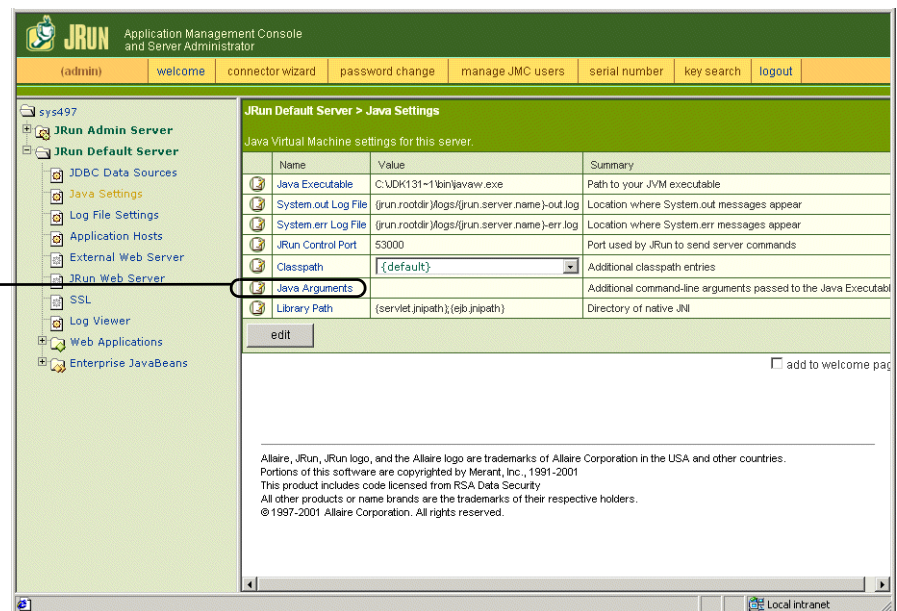 JRUN Application Management Console
and Server Administrator
(admin) welcome connector wizard password change manage JMC users serial number key search logout
sys497
JRun Admin Server
JRun Default Server
JDBC Data Sources
Java Settings
Log File Settings
Application Hosts
External Web Server
JRun Web Server
SSL
Log Viewer
Web Applications
Enterprise JavaBeans
JRun Default Server > Java Settings
Java Virtual Machine settings for this server.
Name Value Summary
Java Executable C:\JDK131~1\bin\javaw.exe Path to your JVM executable
System.out Log File {jrun.rootdir}/logs/{jrun.server.name}-out.log Location where System.out messages appear
System.err Log File {jrun.rootdir}/logs/{jrun.server.name}-err.log Location where System.err messages appear
JRun Control Port 53000 Port used by JRun to send server commands
Classpath {default} Additional classpath entries
Java Arguments Additional command-line arguments passed to the Java Executabl
Library Path {servlet.jnipath};{ejb.jnipath} Directory of native JNI
edit
add to welcome pag
Allaire, JRun, JRun logo, and the Allaire logo are trademarks of Allaire Corporation in the USA and other countries.
Portions of this software are copyrighted by Merant, Inc., 1991-2001
This product includes code licensed from RSA Data Security
All other products or name brands are the trademarks of their respective holders.
© 1997-2001 Allaire Corporation. All rights reserved.
Local intranet